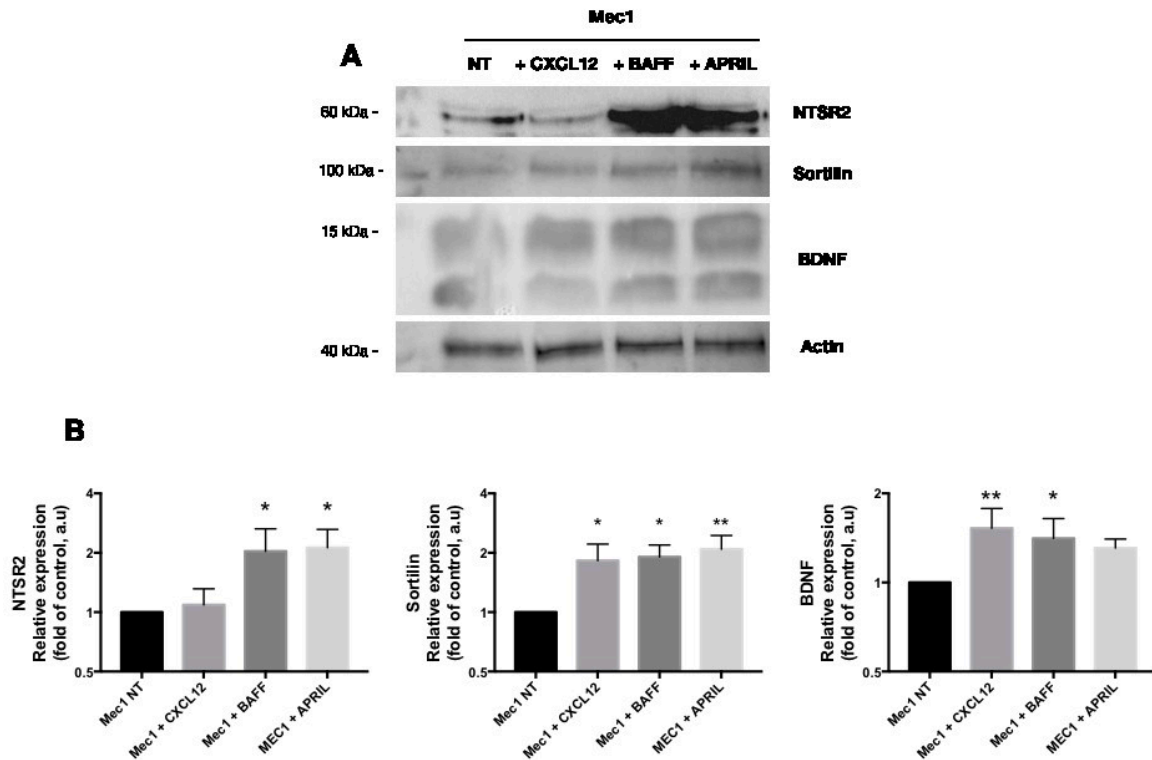 Mec1
A
NT + CXCL12 + BAFF + APRIL
60 kDa - NTSR2
100 kDa - Sortilin
15 kDa - BDNF
40 kDa - Actin
B
NTSR2
Relative expression
(fold of control, a.u)
4
2
1
0.5
* *
Mec1 NT
Mec1 + CXCL12
Mec1 + BAFF
MEC1 + APRIL
Sortilin
Relative expression
(fold of control, a.u)
4
2
1
0.5
* * **
Mec1 NT
Mec1 + CXCL12
Mec1 + BAFF
MEC1 + APRIL
BDNF
Relative expression
(fold of control, a.u)
2
1
0.5
** *
Mec1 NT
Mec1 + CXCL12
Mec1 + BAFF
MEC1 + APRIL